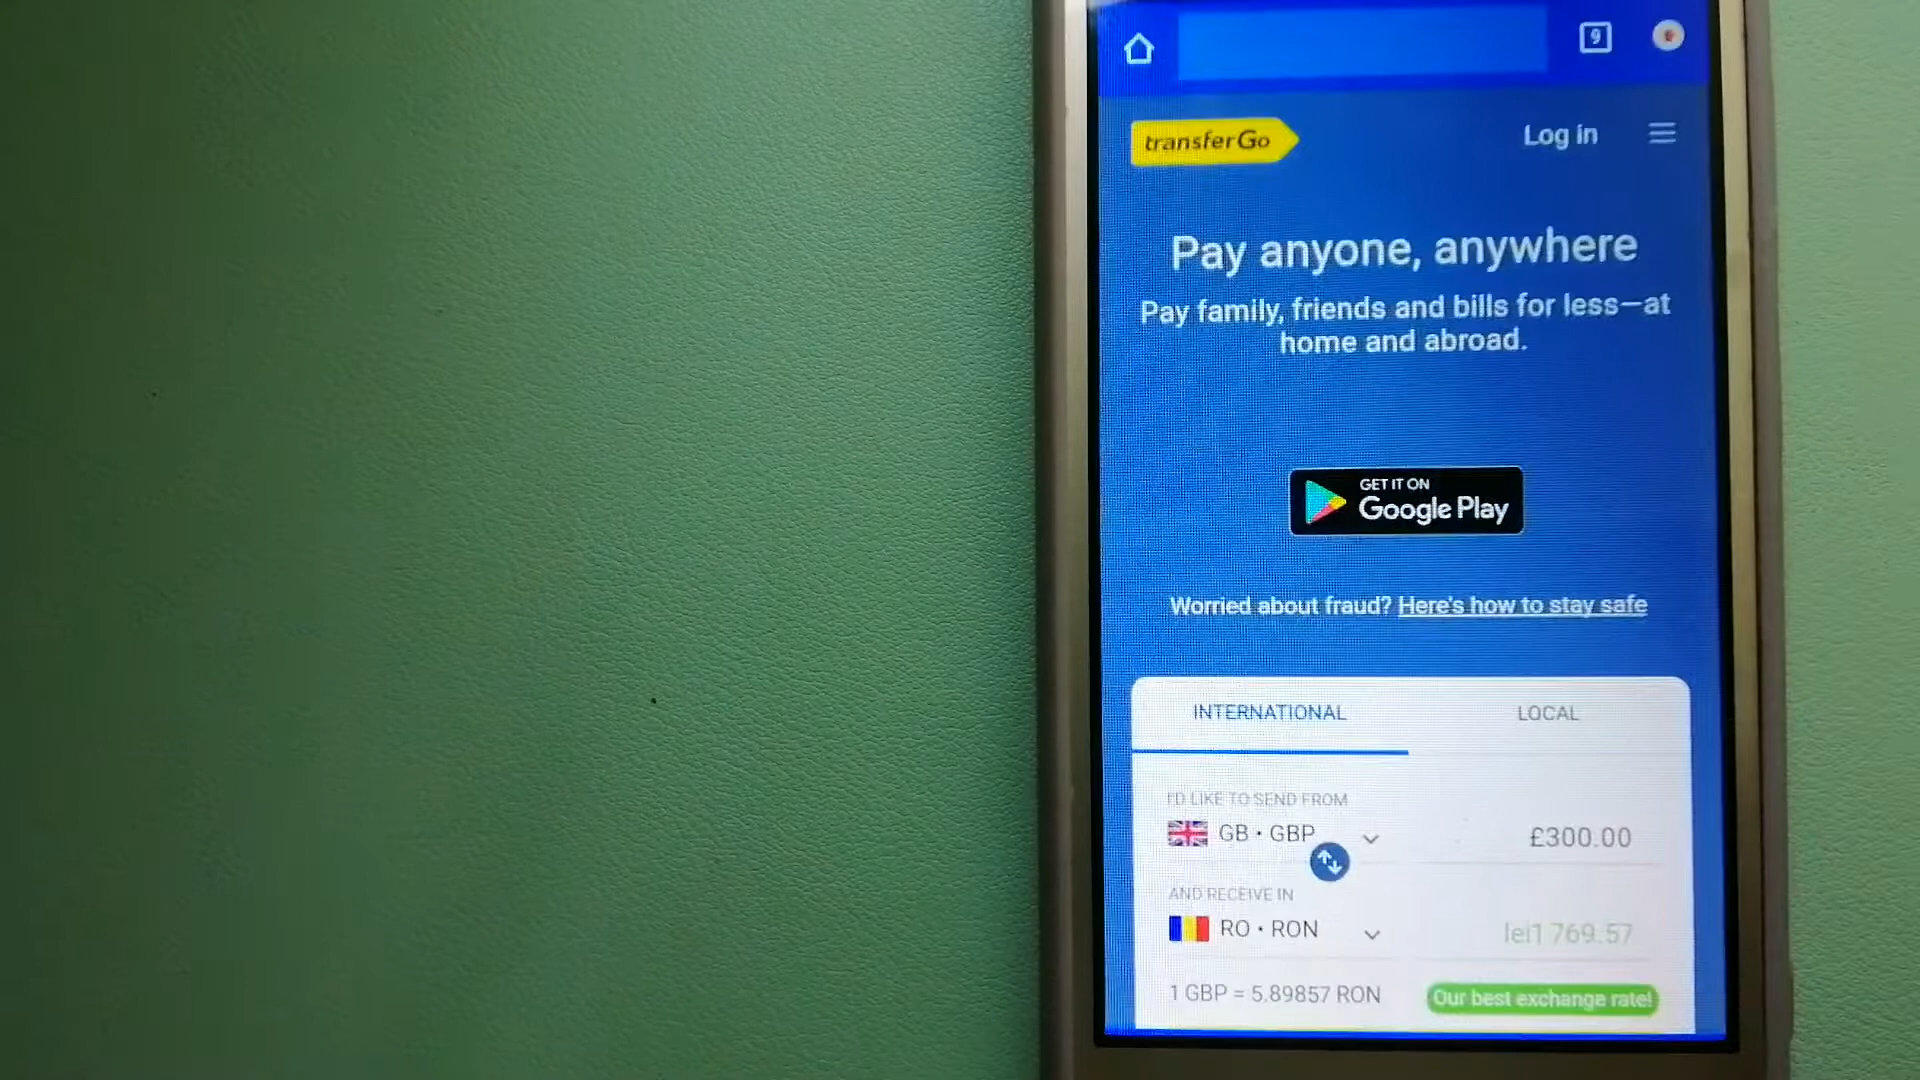 9
transferGo
Log in
Pay anyone, anywhere
Pay family, friends and bills for less—at
home and abroad.
GET IT ON
Google Play
Worried about fraud? Here's how to stay safe
INTERNATIONAL
LOCAL
I'D LIKE TO SEND FROM
GB • GBP
£300.00
AND RECEIVE IN
RO • RON
lei1 769.57
1 GBP = 5.89857 RON
Our best exchange rate!